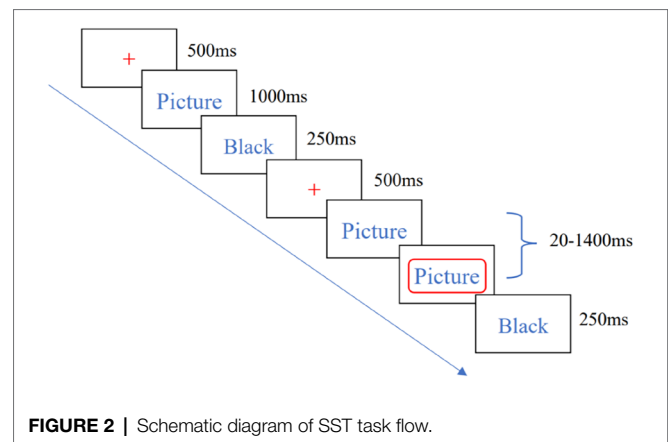 +
500ms
Picture
1000ms
Black
250ms
+
500ms
Picture
20-1400ms
Picture
Black
250ms
FIGURE 2 | Schematic diagram of SST task flow.